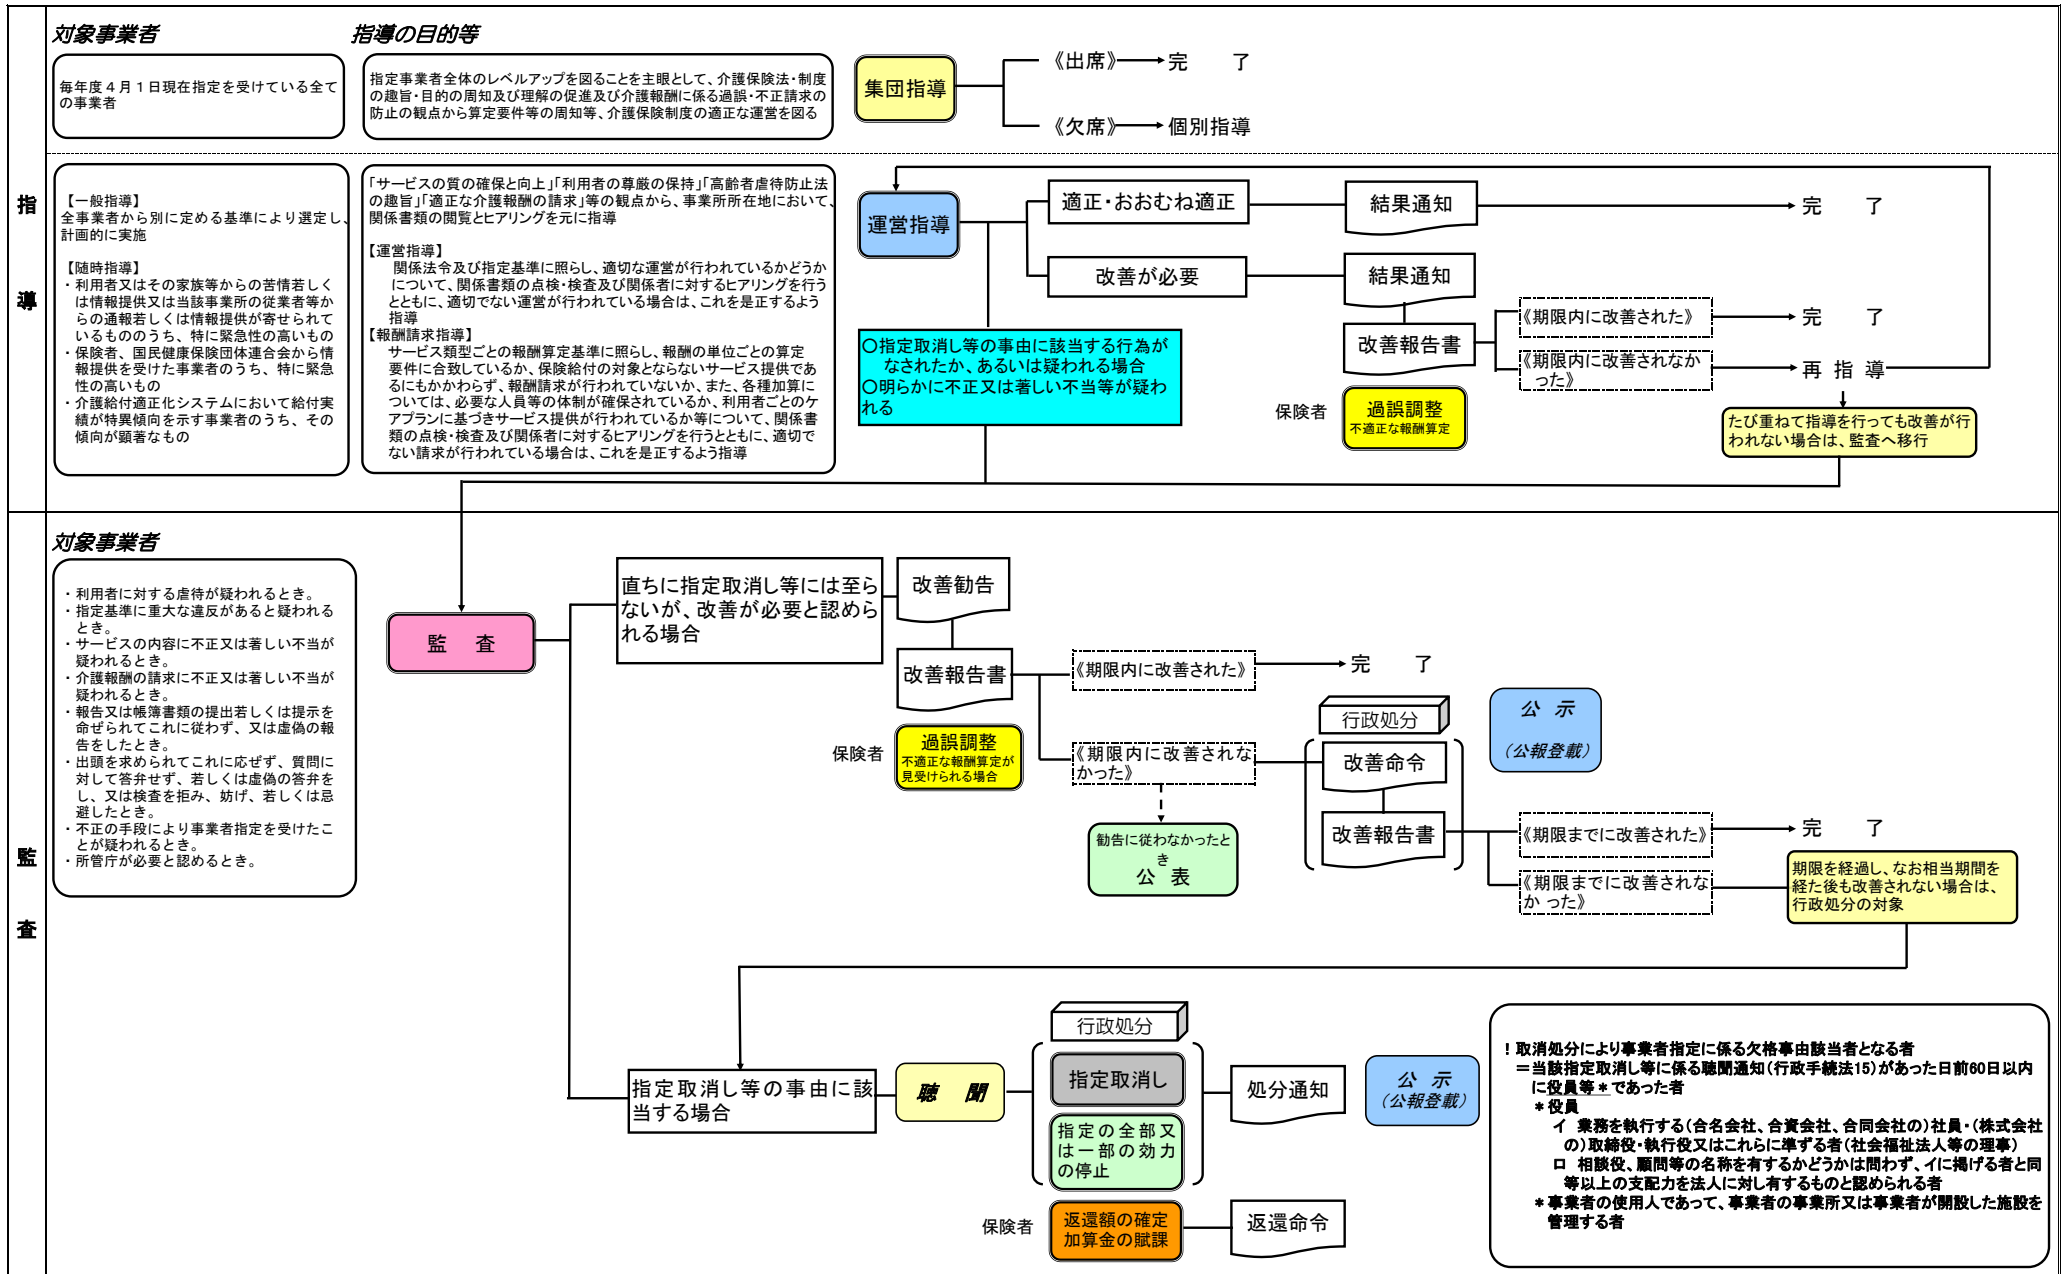 指
導
対象事業者
毎年度４月１日現在指定を受けている全て
の事業者
指導の目的等
指定事業者全体のレベルアップを図ることを主眼として、介護保険法・制度
の趣旨・目的の周知及び理解の促進及び介護報酬に係る過誤・不正請求の
防止の観点から算定要件等の周知等、介護保険制度の適正な運営を図る
集団指導
《出席》
完　了
《欠席》
個別指導
【一般指導】
全事業者から別に定める基準により選定し、
計画的に実施
【随時指導】
・利用者又はその家族等からの苦情若しく
は情報提供又は当該事業所の従業者等か
らの通報若しくは情報提供が寄せられて
いるもののうち、特に緊急性の高いもの
・保険者、国民健康保険団体連合会から情
報提供を受けた事業者のうち、特に緊急
性の高いもの
・介護給付適正化システムにおいて給付実
績が特異傾向を示す事業者のうち、その
傾向が顕著なもの
「サービスの質の確保と向上」「利用者の尊厳の保持」「高齢者虐待防止法
の趣旨」「適正な介護報酬の請求」等の観点から、事業所所在地において、
関係書類の閲覧とヒアリングを元に指導
【運営指導】
関係法令及び指定基準に照らし、適切な運営が行われているかどうか
について、関係書類の点検・検査及び関係者に対するヒアリングを行う
とともに、適切でない運営が行われている場合は、これを是正するよう
指導
【報酬請求指導】
サービス類型ごとの報酬算定基準に照らし、報酬の単位ごとの算定
要件に合致しているか、保険給付の対象とならないサービス提供であ
るにもかかわらず、報酬請求が行われていないか、また、各種加算に
ついては、必要な人員等の体制が確保されているか、利用者ごとのケ
アプランに基づきサービス提供が行われているか等について、関係書
類の点検・検査及び関係者に対するヒアリングを行うとともに、適切で
ない請求が行われている場合は、これを是正するよう指導
運営指導
適正・おおむね適正
結果通知
完　了
改善が必要
結果通知
改善報告書
《期限内に改善された》
完　了
《期限内に改善されなか
った》
再 指 導
〇指定取消し等の事由に該当する行為が
なされたか、あるいは疑われる場合
〇明らかに不正又は著しい不当等が疑わ
れる
保険者
過誤調整
不適正な報酬算定
たび重ねて指導を行っても改善が行
われない場合は、監査へ移行
監
査
対象事業者
・利用者に対する虐待が疑われるとき。
・指定基準に重大な違反があると疑われる
とき。
・サービスの内容に不正又は著しい不当が
疑われるとき。
・介護報酬の請求に不正又は著しい不当が
疑われるとき。
・報告又は帳簿書類の提出若しくは提示を
命ぜられてこれに従わず、又は虚偽の報
告をしたとき。
・出頭を求められてこれに応ぜず、質問に
対して答弁せず、若しくは虚偽の答弁を
し、又は検査を拒み、妨げ、若しくは忌
避したとき。
・不正の手段により事業者指定を受けたこ
とが疑われるとき。
・所管庁が必要と認めるとき。
監　査
直ちに指定取消し等には至ら
ないが、改善が必要と認めら
れる場合
改善勧告
改善報告書
《期限内に改善された》
完　了
保険者
過誤調整
不適正な報酬算定が
見受けられる場合
《期限内に改善されな
かった》
勧告に従わなかったと
き
公　表
行政処分
改善命令
改善報告書
公　示
（公報登載）
《期限までに改善された》
完　了
《期限までに改善されな
か った》
期限を経過し、なお相当期間を
経た後も改善されない場合は、
行政処分の対象
指定取消し等の事由に該
当する場合
聴　聞
行政処分
指定取消し
指定の全部又
は一部の効力
の停止
処分通知
公　示
（公報登載）
保険者
返還額の確定
加算金の賦課
返還命令
！取消処分により事業者指定に係る欠格事由該当者となる者
＝当該指定取消し等に係る聴聞通知（行政手続法15）があった日前60日以内
に役員等＊であった者
＊役員
イ　業務を執行する（合名会社、合資会社、合同会社の）社員・（株式会社
の）取締役・執行役又はこれらに準ずる者（社会福祉法人等の理事）
ロ　相談役、顧問等の名称を有するかどうかは問わず、イに掲げる者と同
等以上の支配力を法人に対し有するものと認められる者
＊事業者の使用人であって、事業者の事業所又は事業者が開設した施設を
管理する者